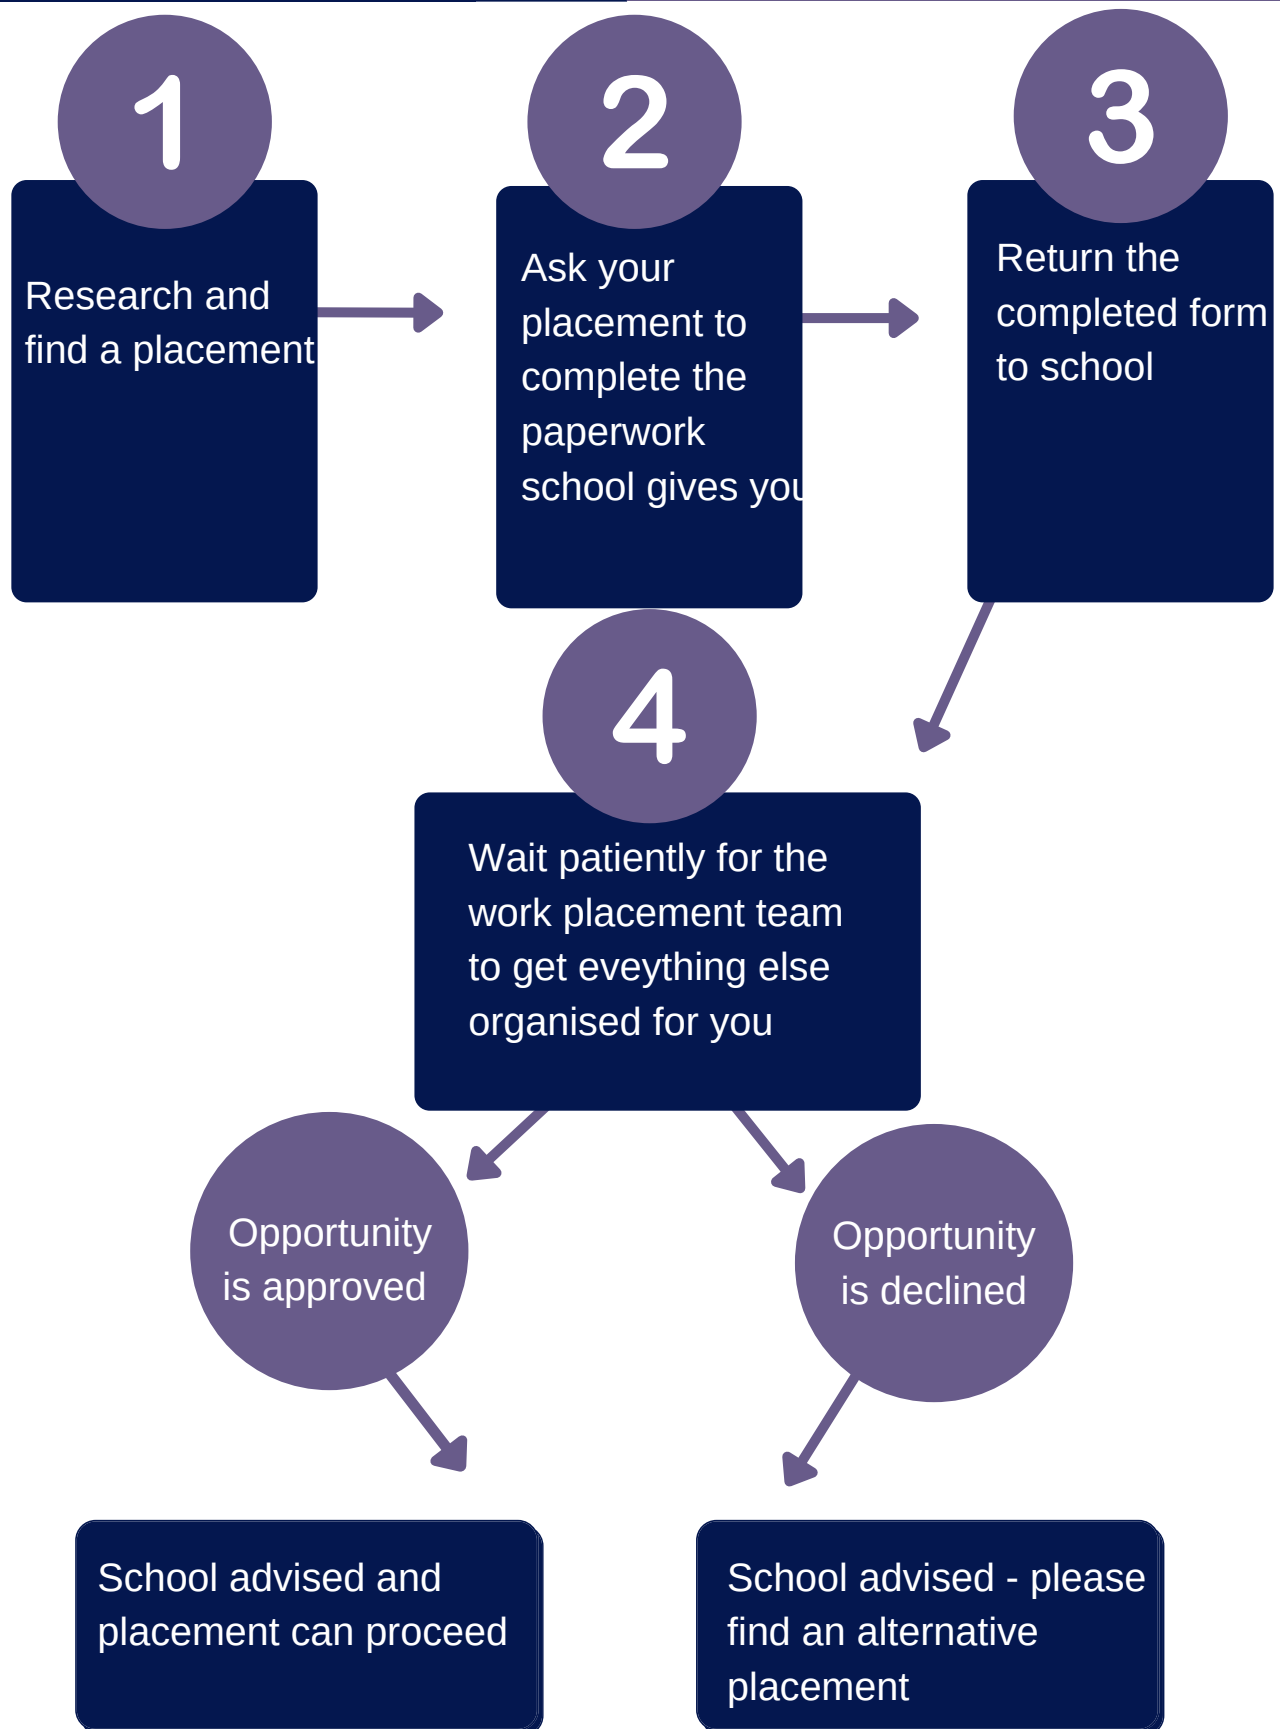 1
Research and
find a placement
2
Ask your
placement to
complete the
paperwork
school gives you
3
Return the
completed form
to school
4
Wait patiently for the
work placement team
to get eveything else
organised for you
Opportunity
is approved
Opportunity
is declined
School advised and
placement can proceed
School advised - please
find an alternative
placement